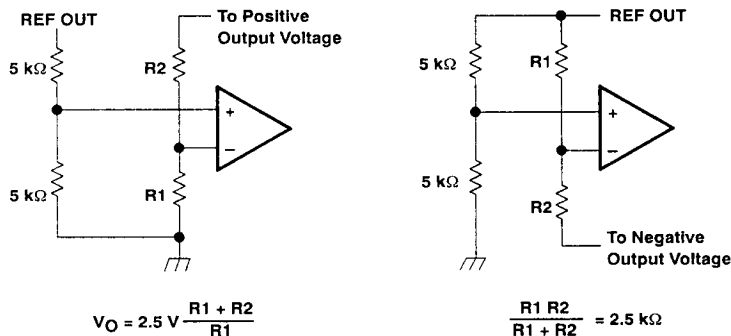 REF OUT
5 kΩ
5 kΩ
R2
R1
To Positive
Output Voltage
+
−
V_O = 2.5 V (R1 + R2) / R1
REF OUT
5 kΩ
5 kΩ
R1
R2
+
−
To Negative
Output Voltage
(R1 R2) / (R1 + R2) = 2.5 kΩ